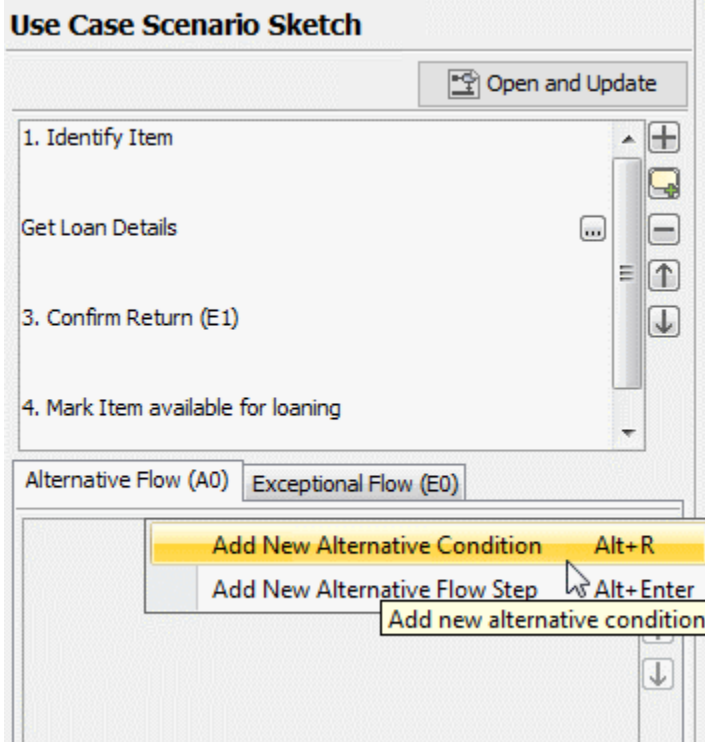 Use Case Scenario Sketch
Open and Update
1. Identify Item
Get Loan Details
...
3. Confirm Return (E1)
4. Mark Item available for loaning
Alternative Flow (A0) Exceptional Flow (E0)
Add New Alternative Condition Alt+R
Add New Alternative Flow Step Alt+Enter
Add new alternative condition